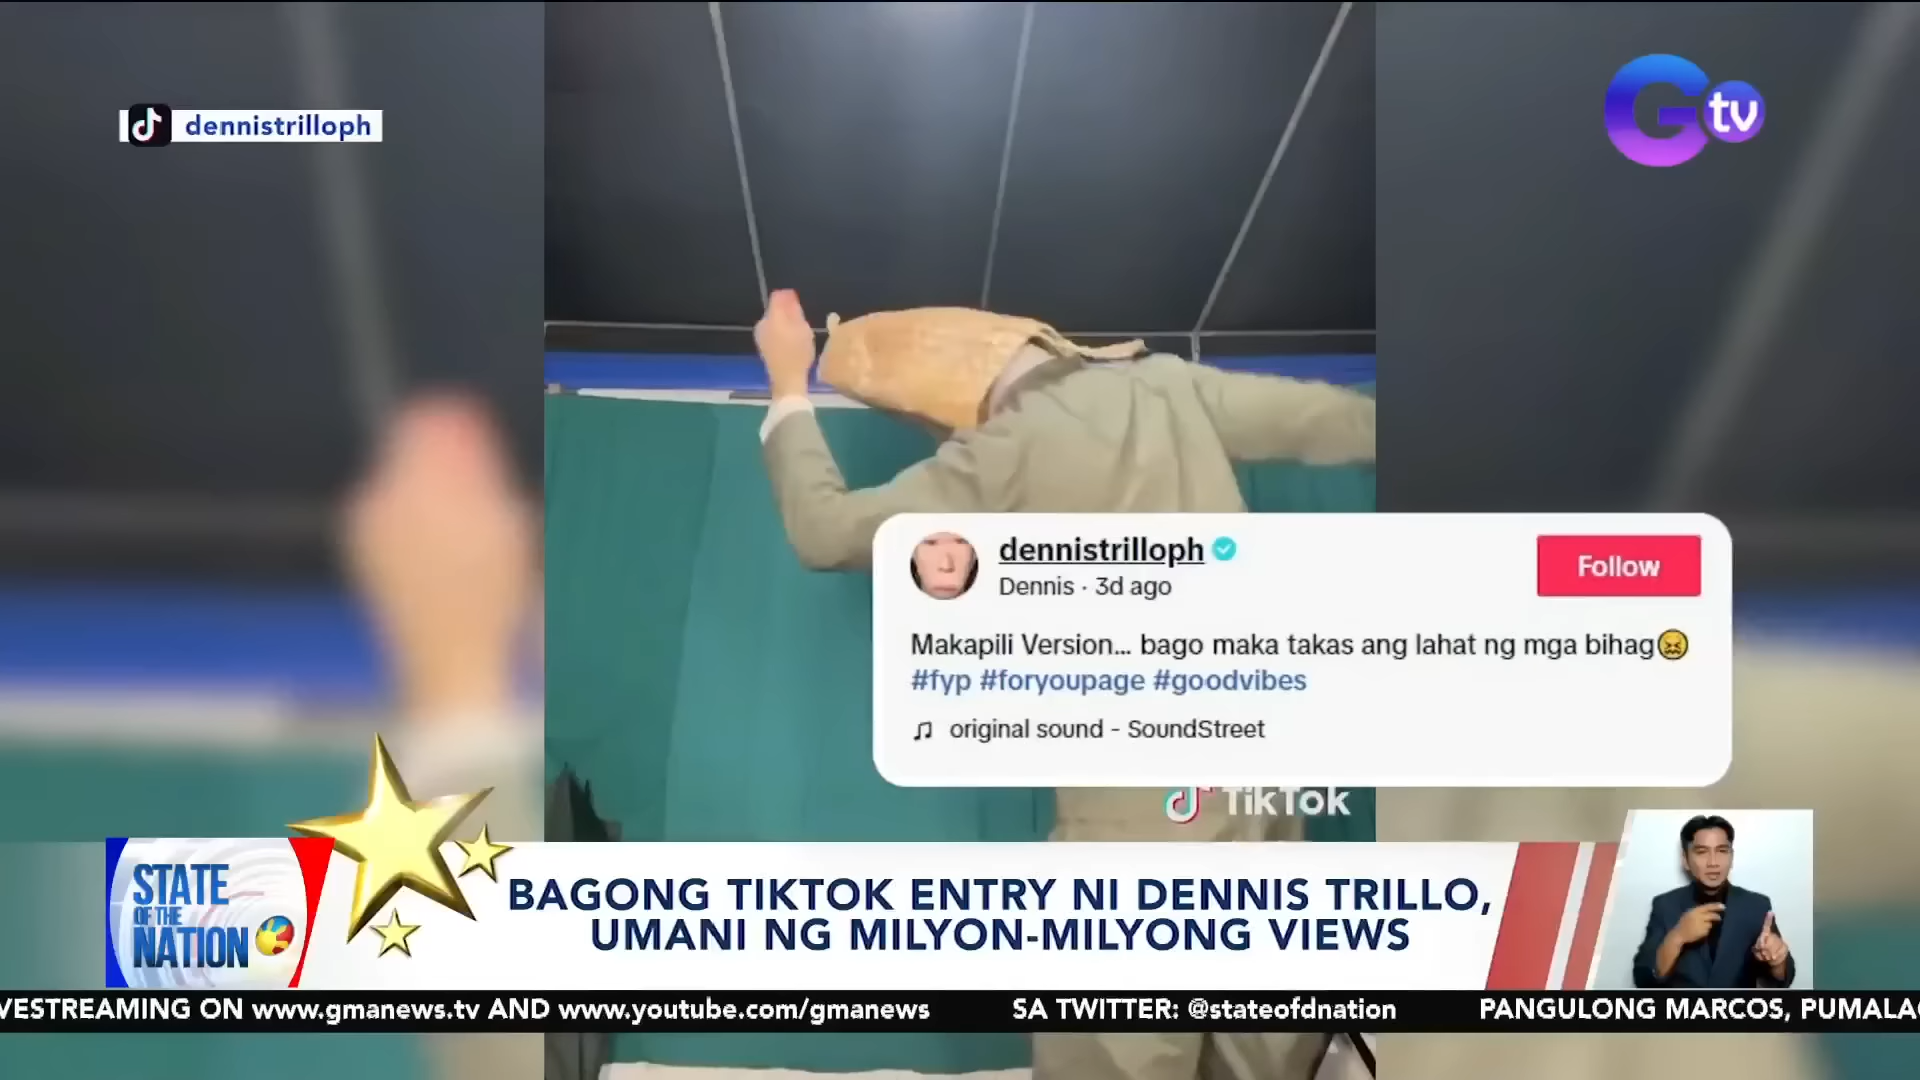 dennistrilloph
Gtv
dennistrilloph
Follow
Dennis · 3d ago
Makapili Version... bago maka takas ang lahat ng mga bihag😖
#fyp #foryoupage #goodvibes
♫ original sound - SoundStreet
TikTok
STATE
OF THE
NATION
BAGONG TIKTOK ENTRY NI DENNIS TRILLO,
UMANI NG MILYON-MILYONG VIEWS
VESTREAMING ON www.gmanews.tv AND www.youtube.com/gmanews SA TWITTER: @stateofdnation PANGULONG MARCOS, PUMALA